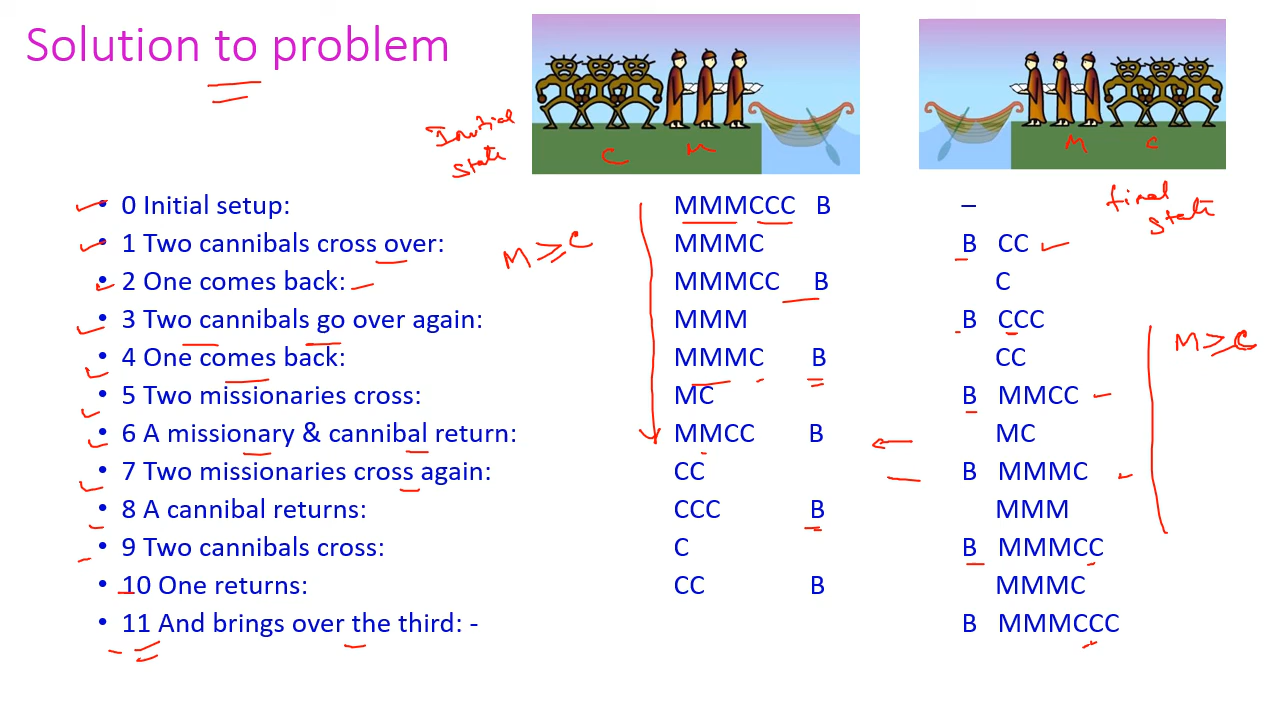 Solution to problem
Initial
state
C M
M C
final
state
• 0 Initial setup: MMMCCC B –
• 1 Two cannibals cross over: MMMC B CC
M ≥ C
• 2 One comes back: MMMCC B C
• 3 Two cannibals go over again: MMM B CCC
M ≥ C
• 4 One comes back: MMMC B CC
• 5 Two missionaries cross: MC B MMCC
• 6 A missionary & cannibal return: MMCC B MC
• 7 Two missionaries cross again: CC B MMMC
• 8 A cannibal returns: CCC B MMM
• 9 Two cannibals cross: C B MMMCC
• 10 One returns: CC B MMMC
• 11 And brings over the third: - B MMMCCC